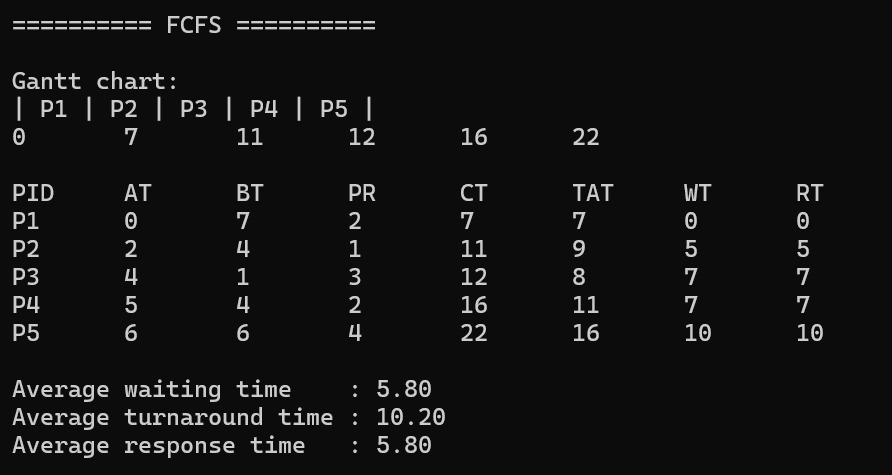 ========== FCFS ==========
Gantt chart:
| P1 | P2 | P3 | P4 | P5 |
0 7 11 12 16 22
PID AT BT PR CT TAT WT RT
P1 0 7 2 7 7 0 0
P2 2 4 1 11 9 5 5
P3 4 1 3 12 8 7 7
P4 5 4 2 16 11 7 7
P5 6 6 4 22 16 10 10
Average waiting time : 5.80
Average turnaround time : 10.20
Average response time : 5.80